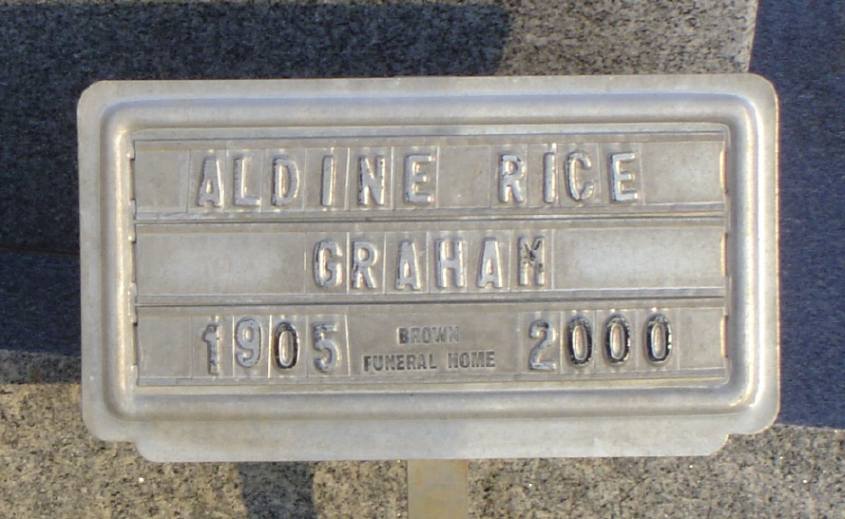 ALDINE RICE
GRAHAM
1905 BROWN FUNERAL HOME 2000